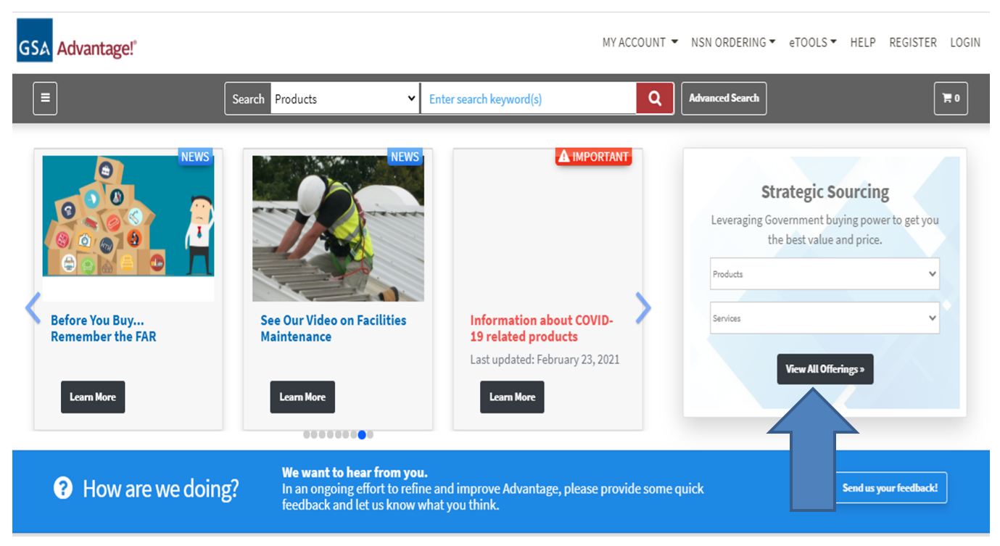 GSA Advantage!®
MY ACCOUNT NSN ORDERING eTOOLS HELP REGISTER LOGIN
Search Products Enter search keyword(s) Advanced Search 0
NEWS
Before You Buy...
Remember the FAR
Learn More
NEWS
See Our Video on Facilities
Maintenance
Learn More
IMPORTANT
Information about COVID-
19 related products
Last updated: February 23, 2021
Learn More
Strategic Sourcing
Leveraging Government buying power to get you
the best value and price.
Products
Services
View All Offerings »
How are we doing?
We want to hear from you.
In an ongoing effort to refine and improve Advantage, please provide some quick
feedback and let us know what you think.
Send us your feedback!